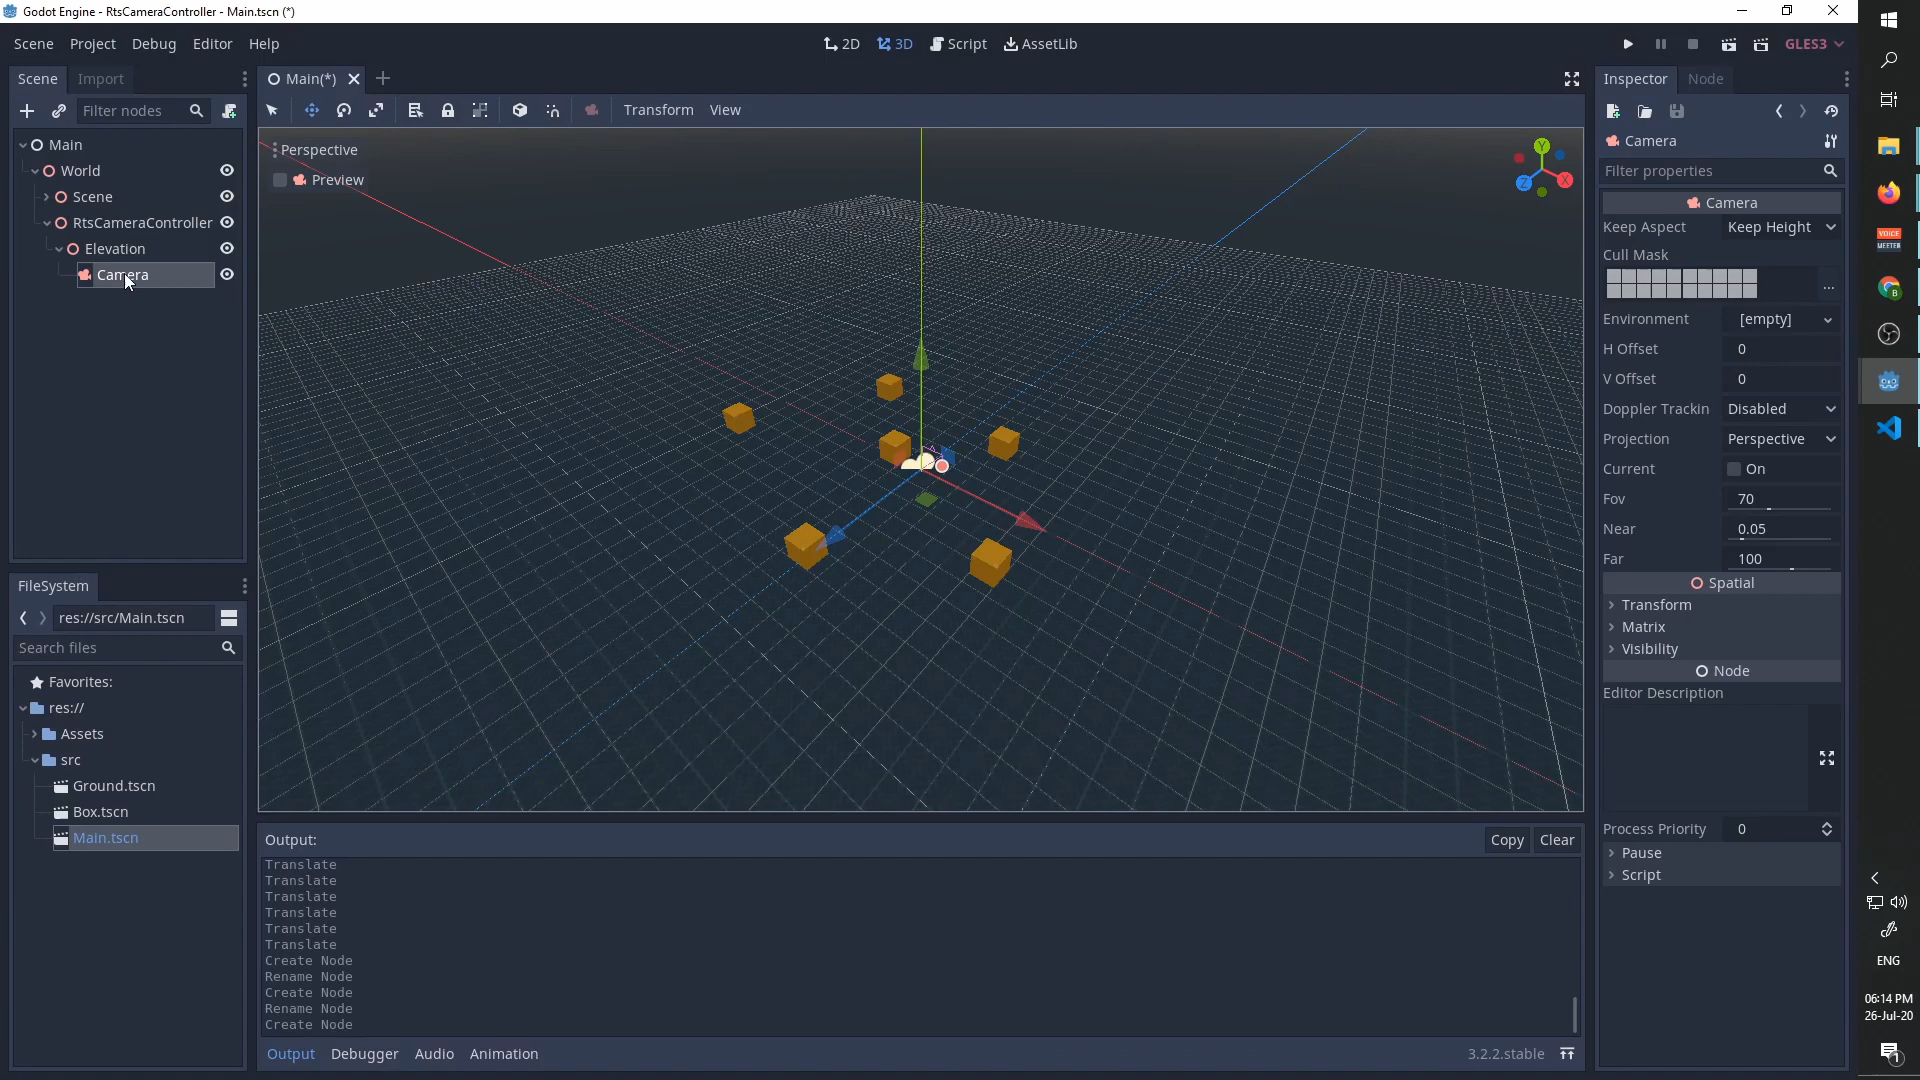 Godot Engine - RtsCameraController - Main.tscn (*)
Scene Project Debug Editor Help
2D 3D Script AssetLib
GLES3
Scene Import
Main(*)
Inspector Node
Filter nodes
Transform View
Camera
Filter properties
Main
World
Scene
RtsCameraController
Elevation
Camera
Perspective
Preview
Y
X
Z
Camera
Keep Aspect Keep Height
Cull Mask
...
Environment [empty]
H Offset 0
V Offset 0
Doppler Trackin Disabled
Projection Perspective
Current On
Fov 70
Near 0.05
Far 100
Spatial
Transform
Matrix
Visibility
Node
Editor Description
Process Priority 0
Pause
Script
FileSystem
res://src/Main.tscn
Search files
Favorites:
res://
Assets
src
Ground.tscn
Box.tscn
Main.tscn
Output:
Copy Clear
Translate
Translate
Translate
Translate
Translate
Translate
Create Node
Rename Node
Create Node
Rename Node
Create Node
Output Debugger Audio Animation
3.2.2.stable
VOICE
MEETER
B
ENG
06:14 PM
26-Jul-20
1